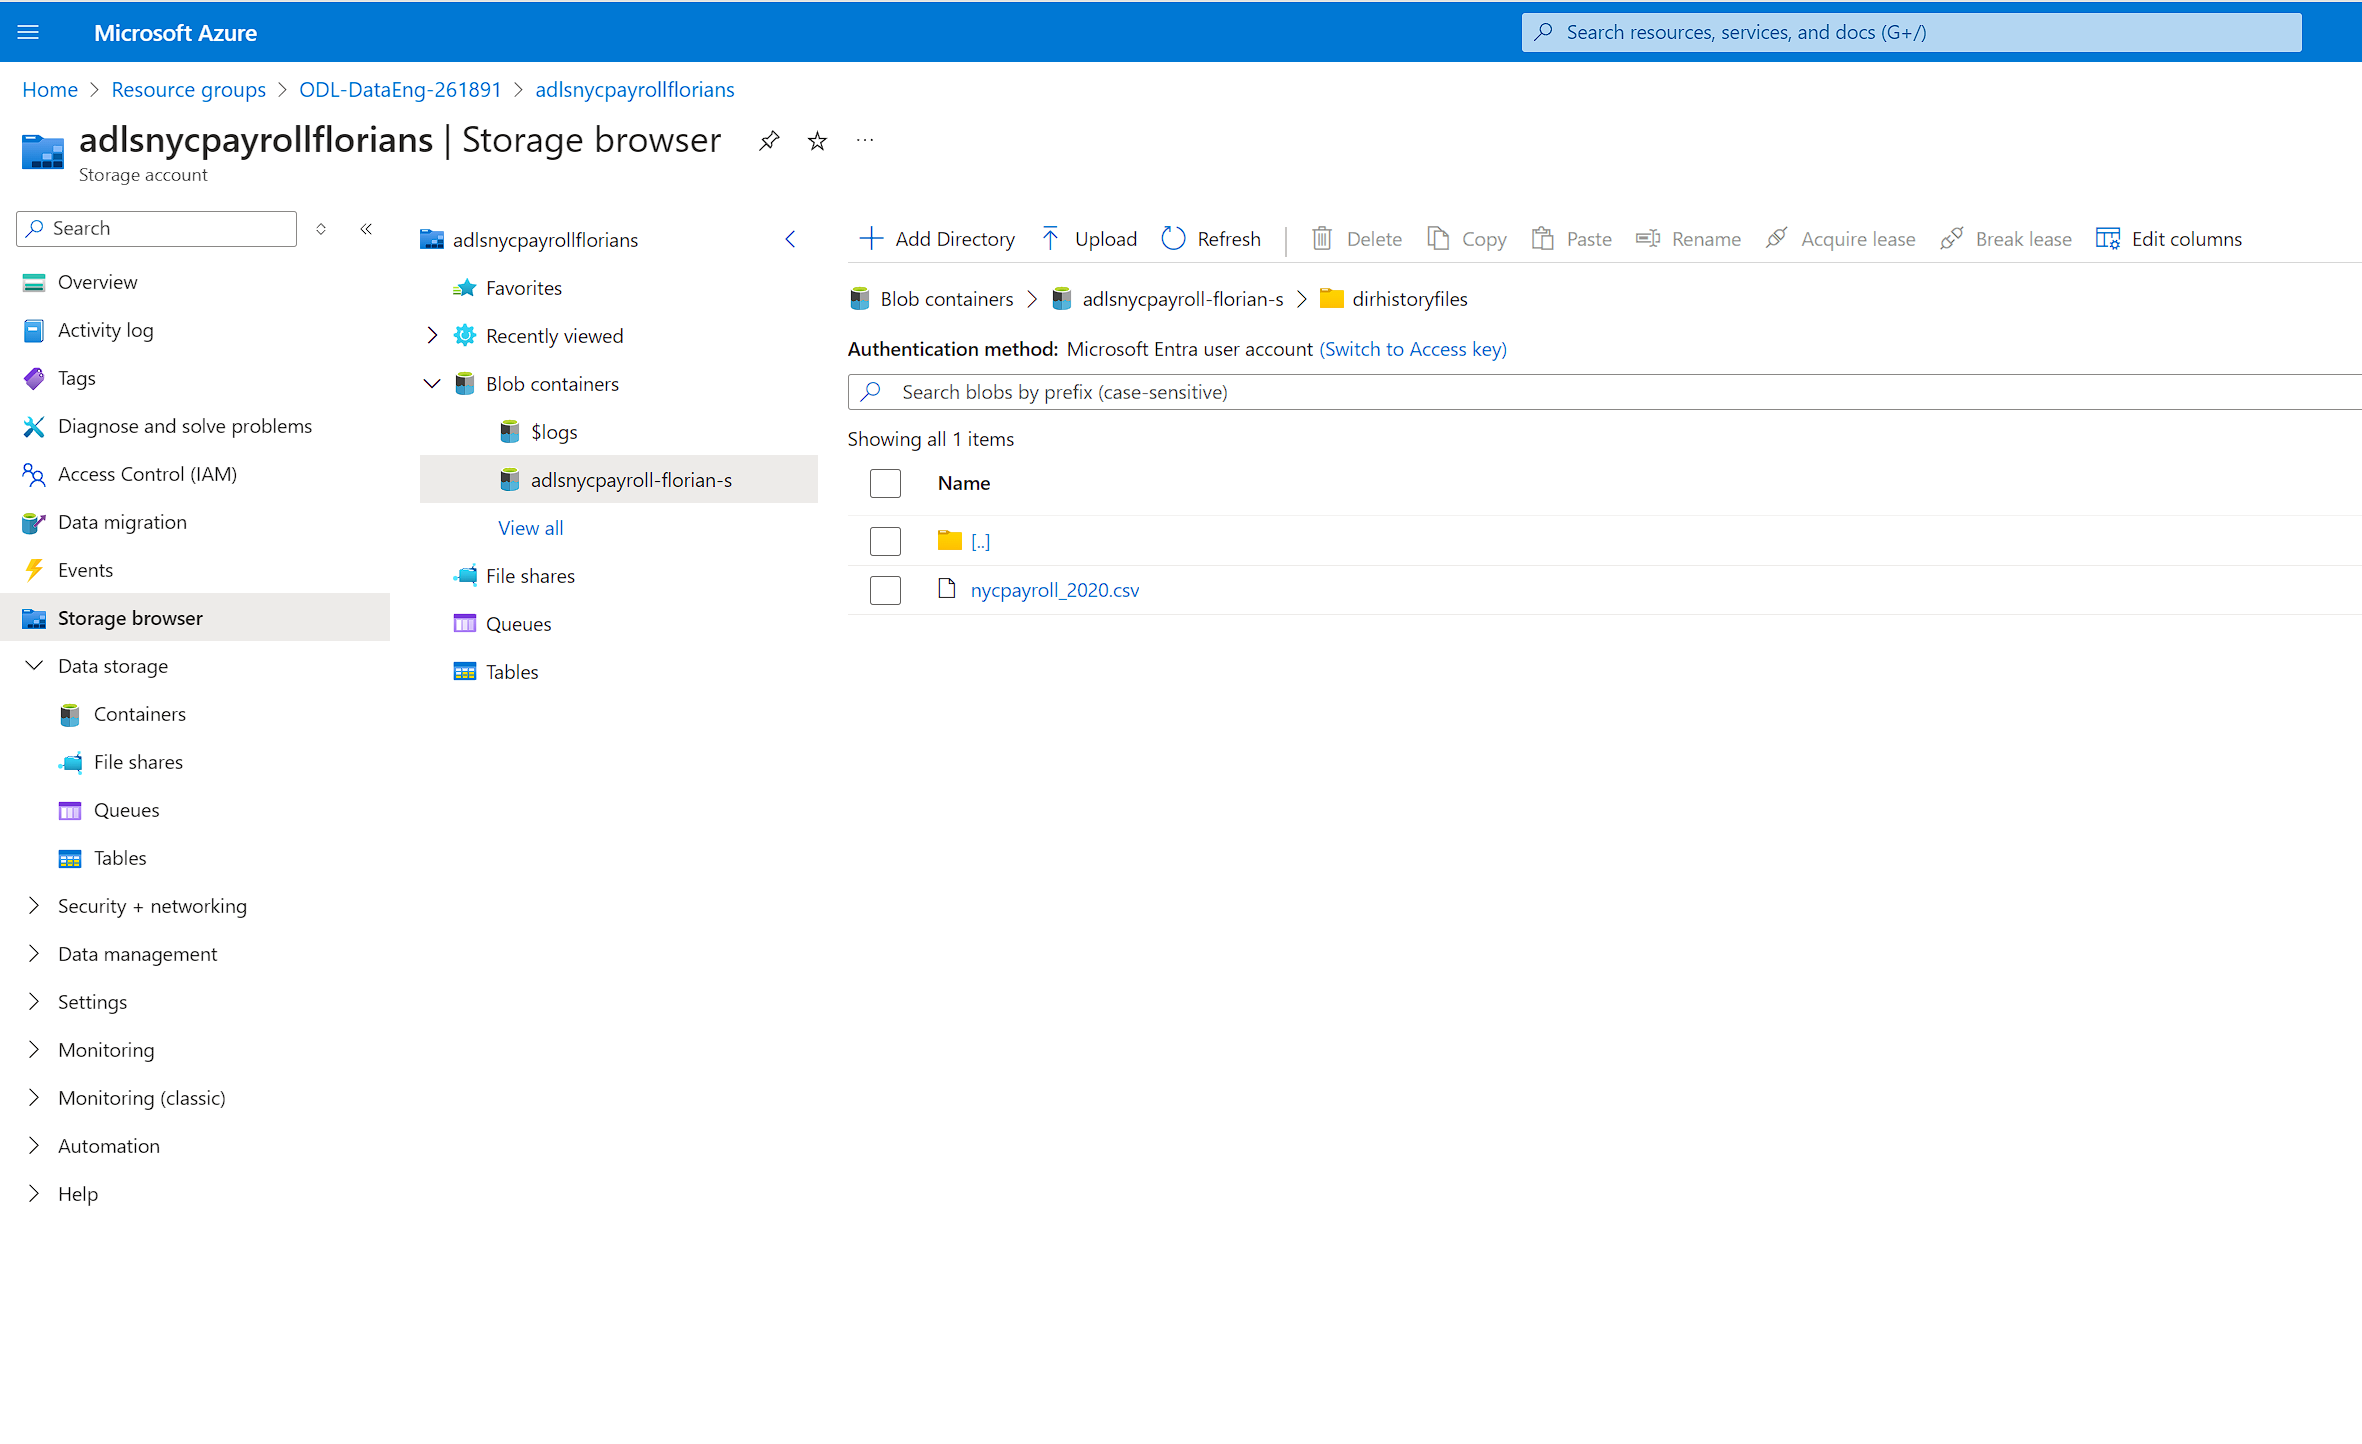 Microsoft Azure
Search resources, services, and docs (G+/)
Home > Resource groups > ODL-DataEng-261891 > adlsnycpayrollflorians
adlsnycpayrollflorians | Storage browser
Storage account
Search
Overview
Activity log
Tags
Diagnose and solve problems
Access Control (IAM)
Data migration
Events
Storage browser
Data storage
Containers
File shares
Queues
Tables
Security + networking
Data management
Settings
Monitoring
Monitoring (classic)
Automation
Help
adlsnycpayrollflorians
Favorites
Recently viewed
Blob containers
$logs
adlsnycpayroll-florian-s
View all
File shares
Queues
Tables
Add Directory Upload Refresh Delete Copy Paste Rename Acquire lease Break lease Edit columns
Blob containers > adlsnycpayroll-florian-s > dirhistoryfiles
Authentication method: Microsoft Entra user account (Switch to Access key)
Search blobs by prefix (case-sensitive)
Showing all 1 items
Name
[..]
nycpayroll_2020.csv